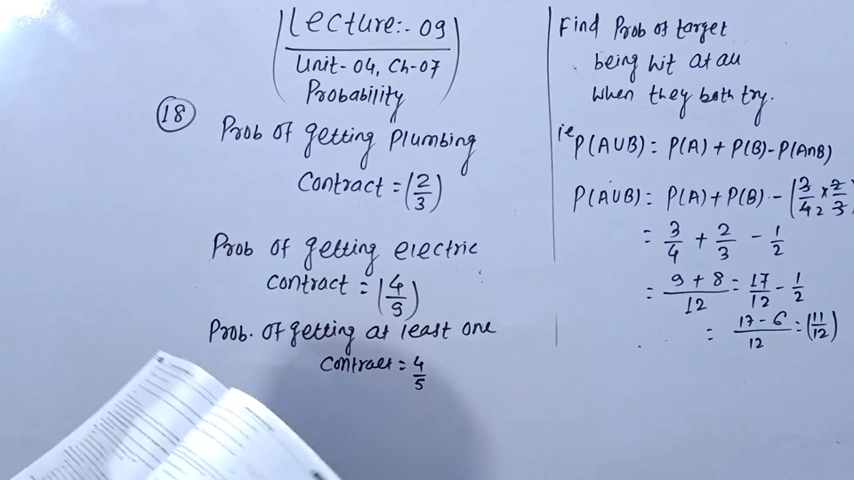 Lecture:- 09
Unit-04, Ch-07
Probability
18
Prob of getting Plumbing
Contract = (2/3)
Prob of getting electric
Contract = (4/9)
Prob. of getting at least one
Contract = 4/5
Find Prob of target
being hit at all
when they both try.
ie P(AUB) = P(A) + P(B) - P(A∩B)
P(AUB) = P(A) + P(B) - (3/4 2 × 2/3)
= 3/4 + 2/3 - 1/2
= 9 + 8/12 = 17/12 - 1/2
= 17 - 6/12 = (11/12)